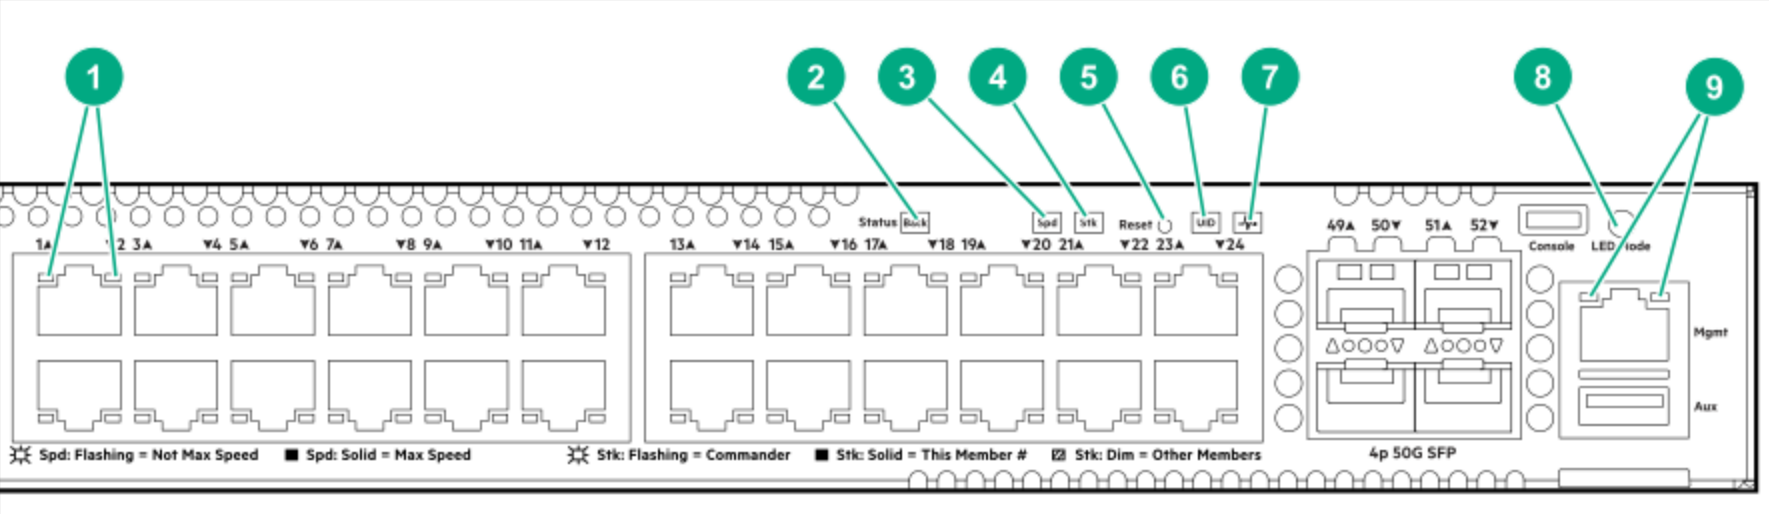 1 2 3 4 5 6 7 8 9
Status Back Spd Stk Reset UID
49▲ 50▼ 51▲ 52▼
Console LED Mode
1▲ ▼2 3▲ ▼4 5▲ ▼6 7▲ ▼8 9▲ ▼10 11▲ ▼12 13▲ ▼14 15▲ ▼16 17▲ ▼18 19▲ ▼20 21▲ ▼22 23▲ ▼24
Mgmt
Aux
Spd: Flashing = Not Max Speed Spd: Solid = Max Speed Stk: Flashing = Commander Stk: Solid = This Member # Stk: Dim = Other Members
4p 50G SFP